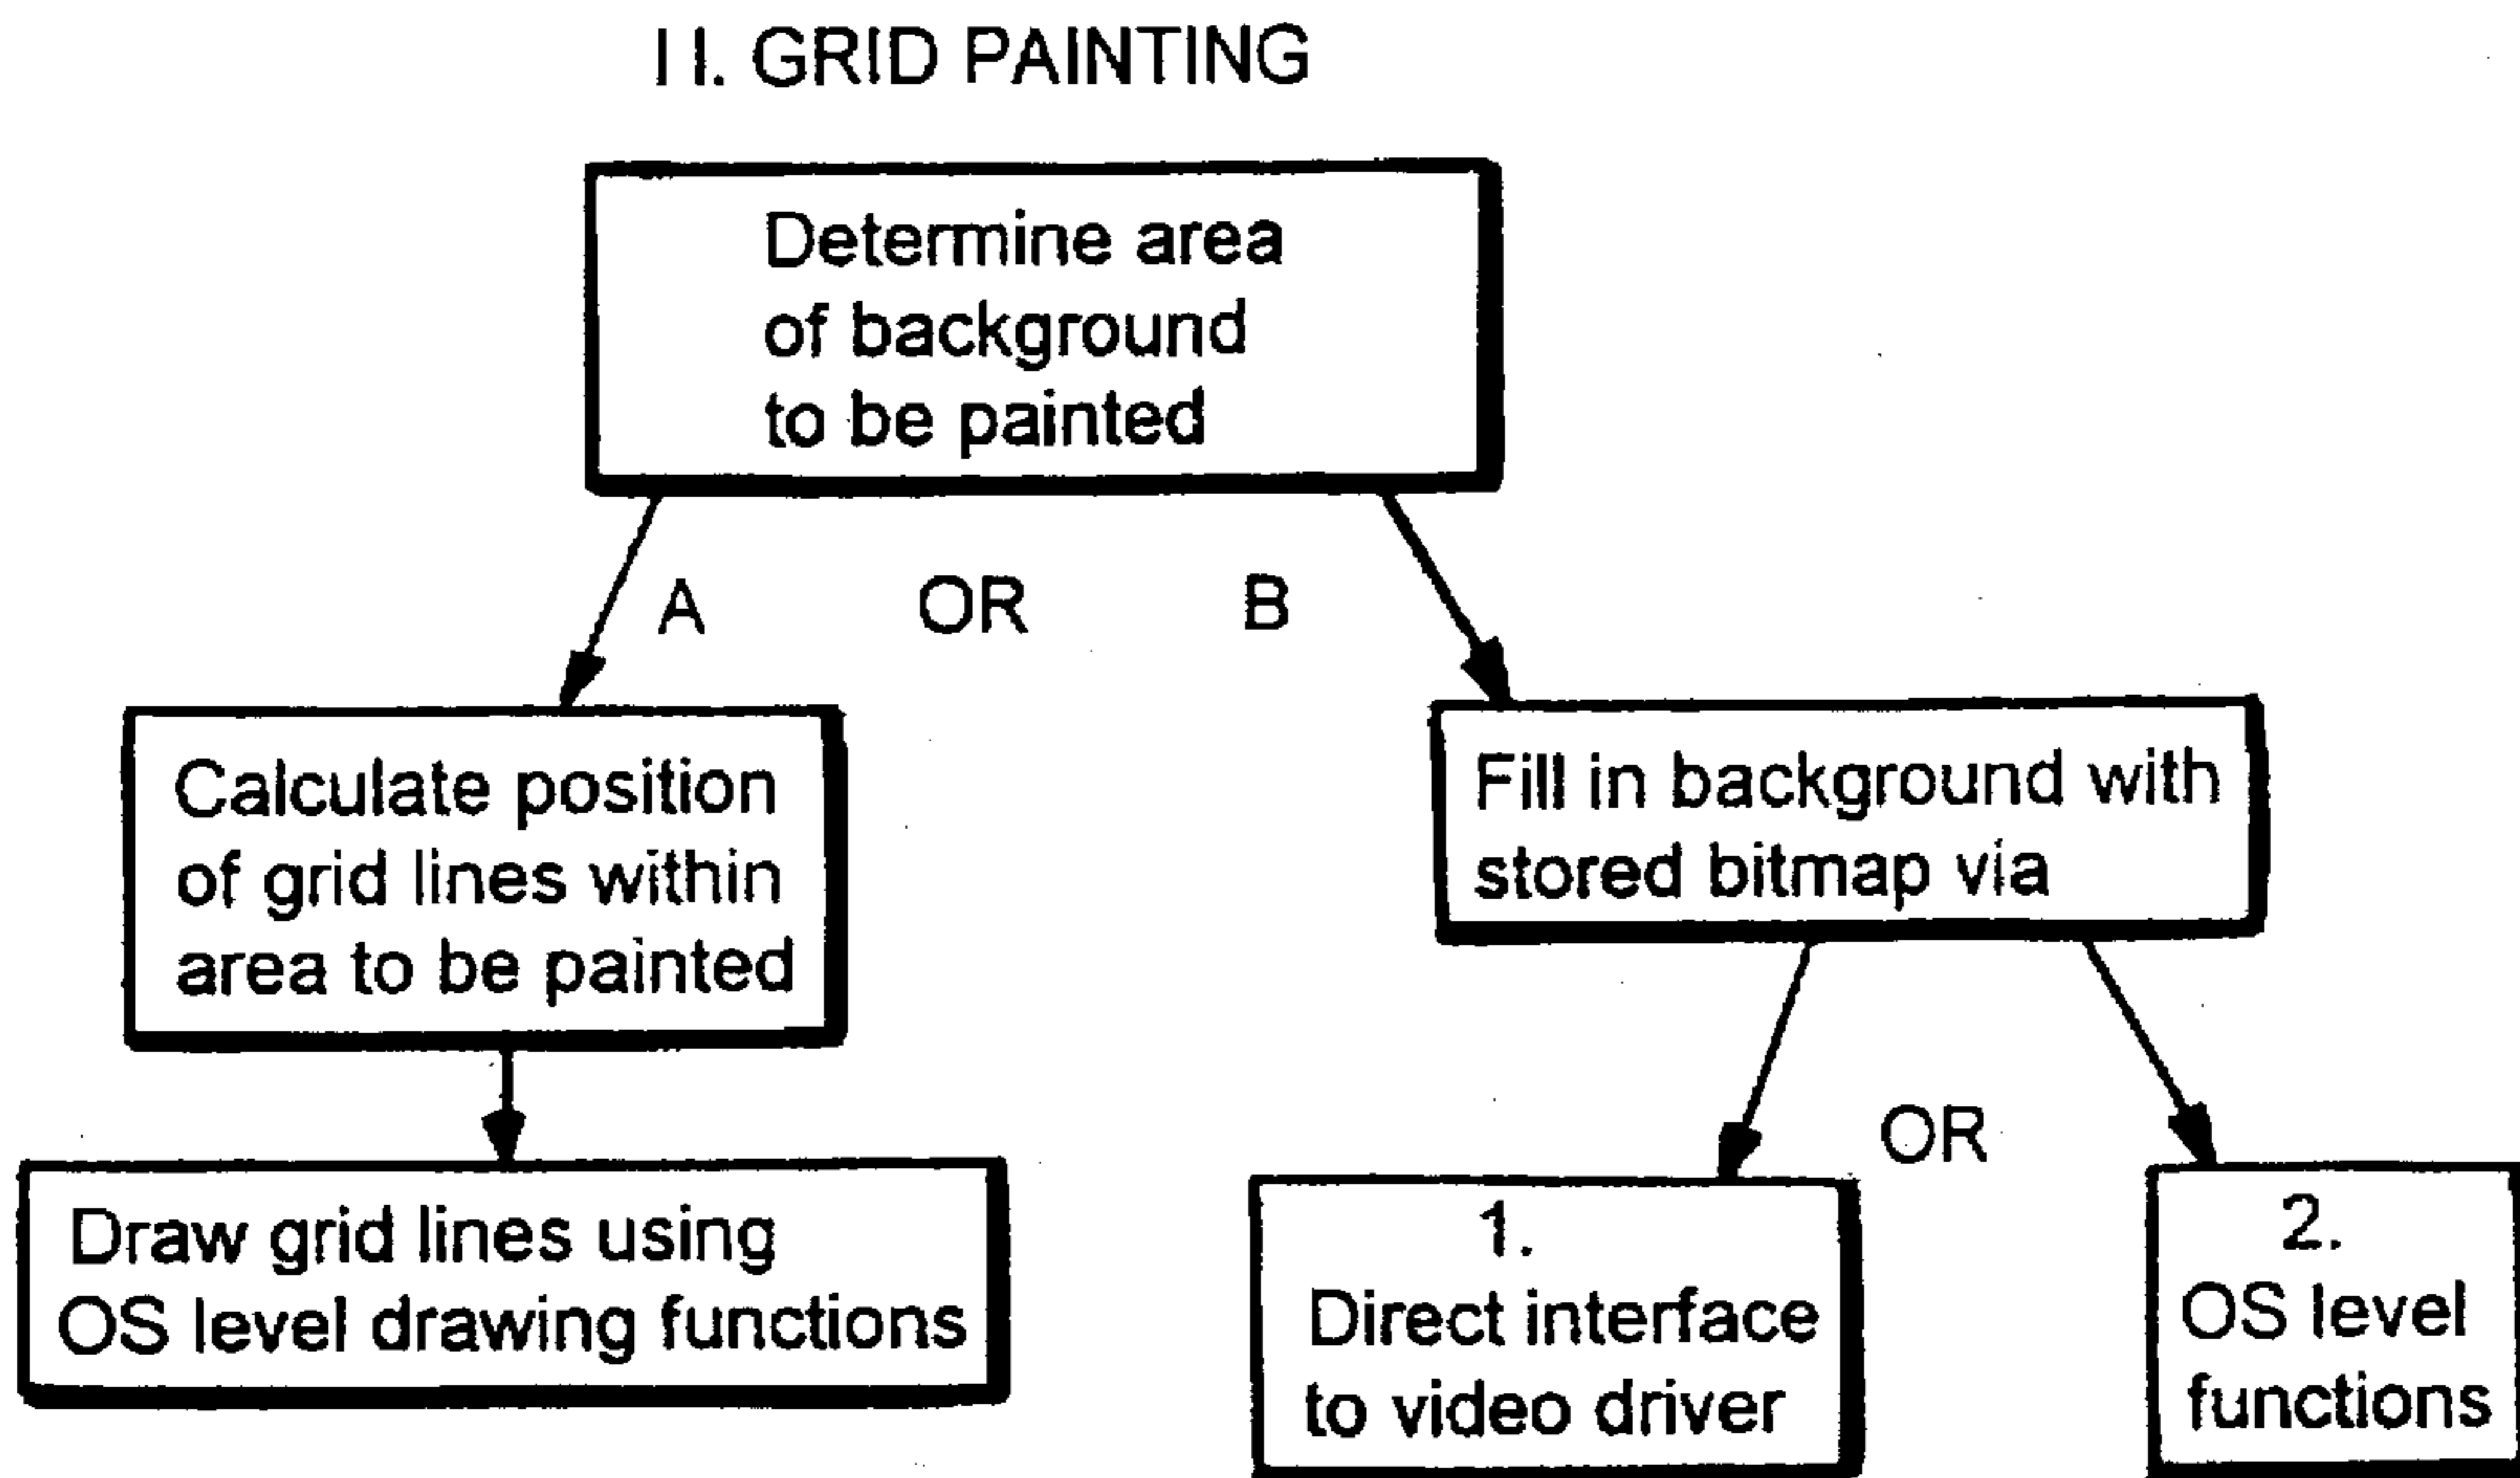 II. GRID PAINTING
Determine area
of background
to be painted
A OR B
Calculate position
of grid lines within
area to be painted
Fill in background with
stored bitmap via
Draw grid lines using
OS level drawing functions
OR
1.
Direct interface
to video driver
2.
OS level
functions